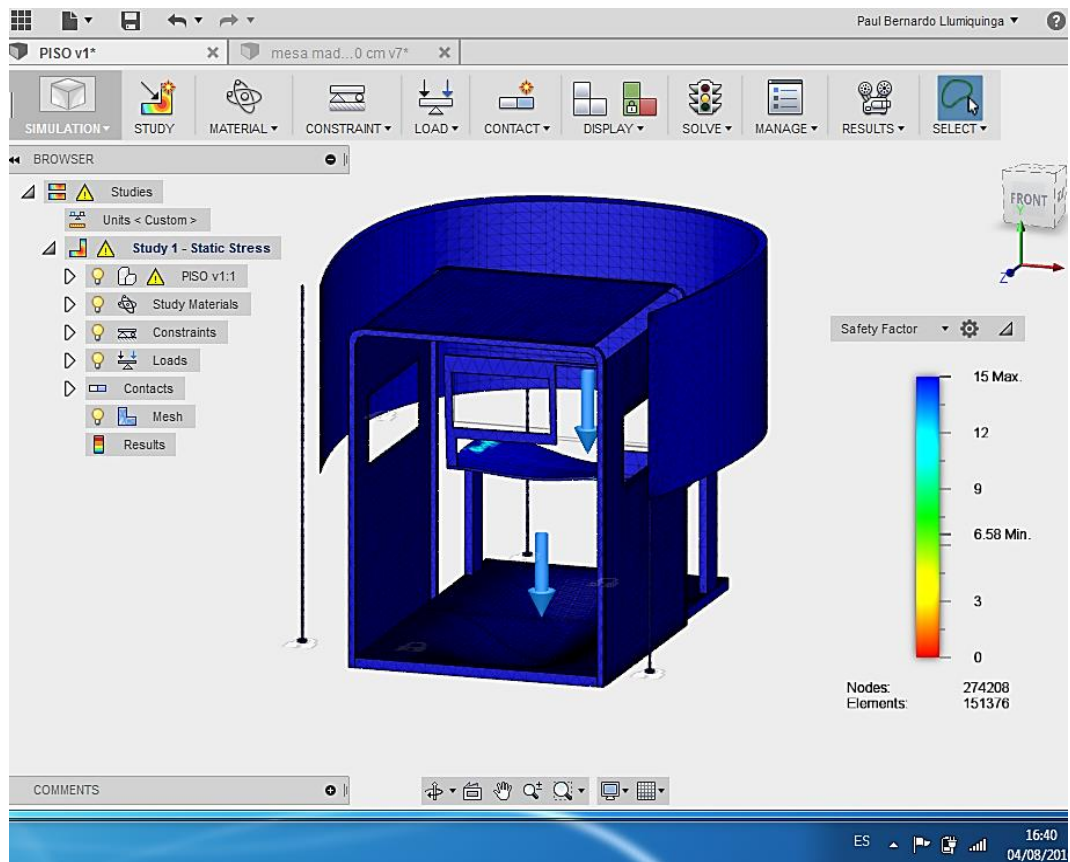 Paul Bernardo Llumiquinga
PISO v1*
mesa mad...0 cm v7*
SIMULATION STUDY MATERIAL CONSTRAINT LOAD CONTACT DISPLAY SOLVE MANAGE RESULTS SELECT
BROWSER
Studies
Units < Custom >
Study 1 - Static Stress
PISO v1:1
Study Materials
Constraints
Loads
Contacts
Mesh
Results
FRONT
Y
Z
Safety Factor
15 Max.
12
9
6.58 Min.
3
0
Nodes: 274208
Elements: 151376
COMMENTS
ES
16:40
04/08/201